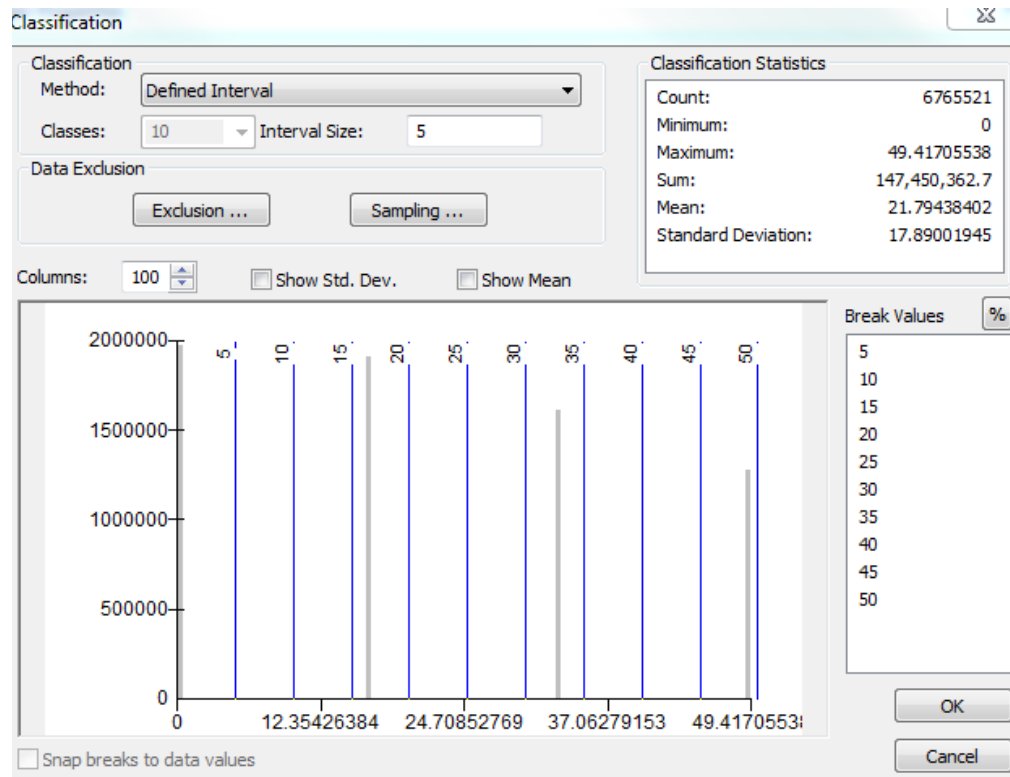 Classification
Classification
Method: Defined Interval
Classes: 10 Interval Size: 5
Data Exclusion
Exclusion ... Sampling ...
Classification Statistics
Count: 6765521
Minimum: 0
Maximum: 49.41705538
Sum: 147,450,362.7
Mean: 21.79438402
Standard Deviation: 17.89001945
Columns: 100 Show Std. Dev. Show Mean
5 10 15 20 25 30 35 40 45 50
2000000
1500000
1000000
500000
0
0 12.35426384 24.70852769 37.06279153 49.41705538
Break Values %
5
10
15
20
25
30
35
40
45
50
OK
Cancel
Snap breaks to data values